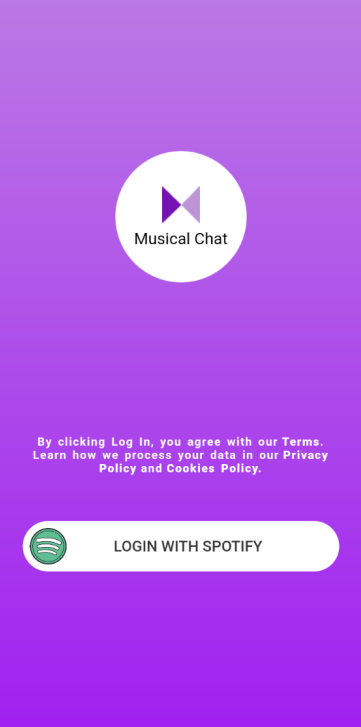 Musical Chat
By clicking Log In, you agree with our Terms.
Learn how we process your data in our Privacy
Policy and Cookies Policy.
LOGIN WITH SPOTIFY